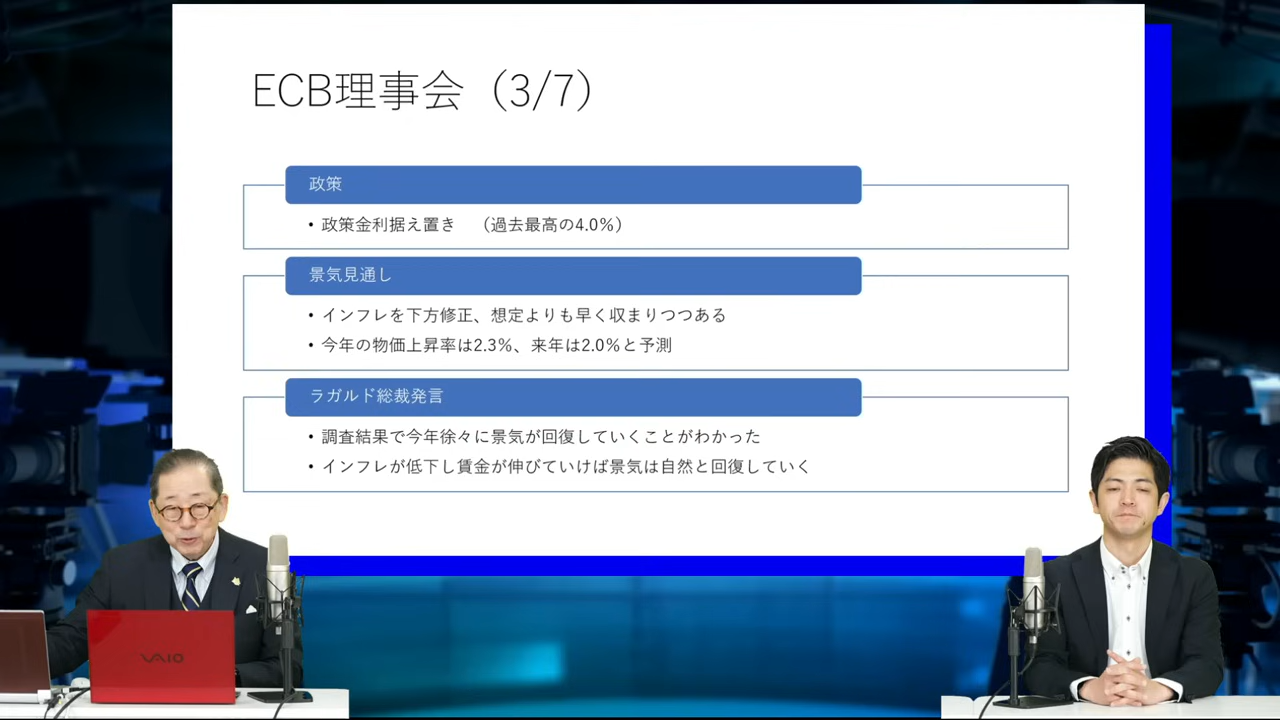 ECB理事会（3/7）
政策
・政策金利据え置き　（過去最高の4.0%）
景気見通し
・インフレを下方修正、想定よりも早く収まりつつある
・今年の物価上昇率は2.3%、来年は2.0%と予測
ラガルド総裁発言
・調査結果で今年徐々に景気が回復していくことがわかった
・インフレが低下し賃金が伸びていけば景気は自然と回復していく
VAIO